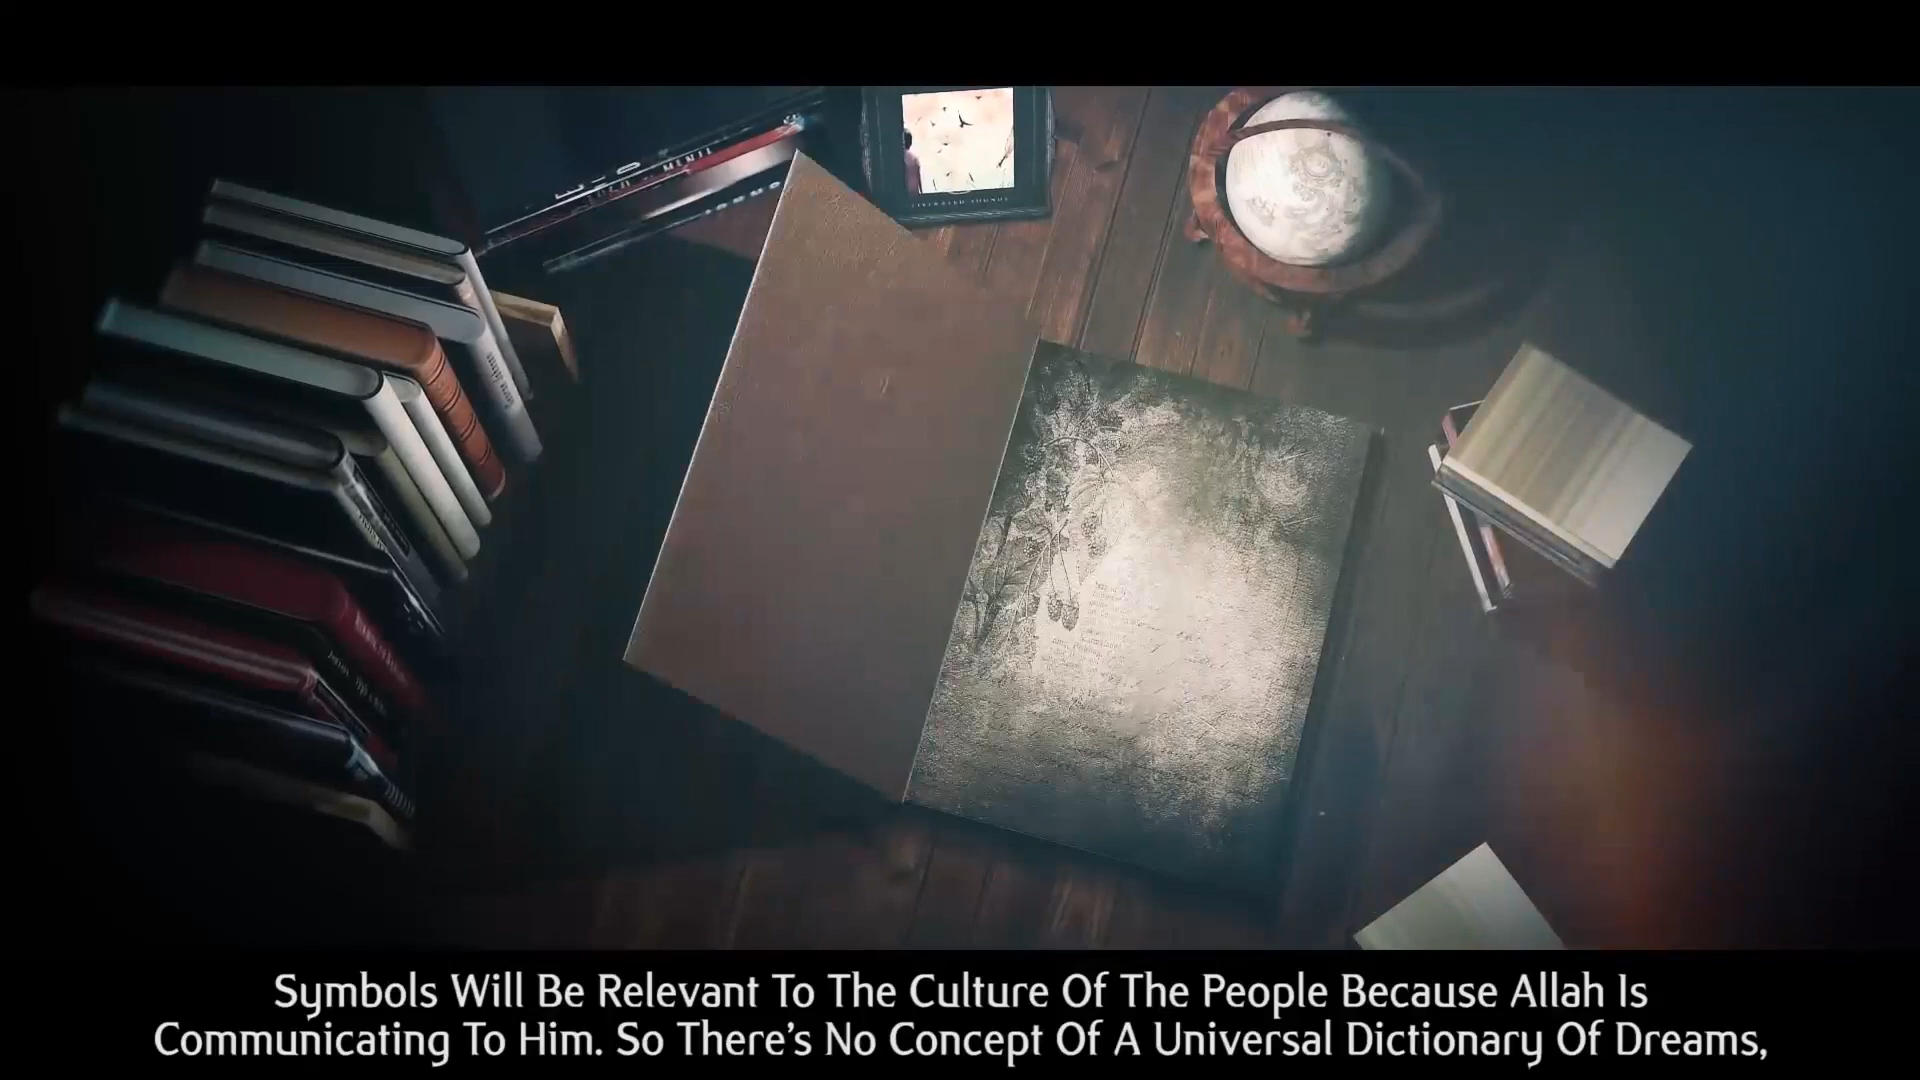 Symbols Will Be Relevant To The Culture Of The People Because Allah Is
Communicating To Him. So There's No Concept Of A Universal Dictionary Of Dreams,